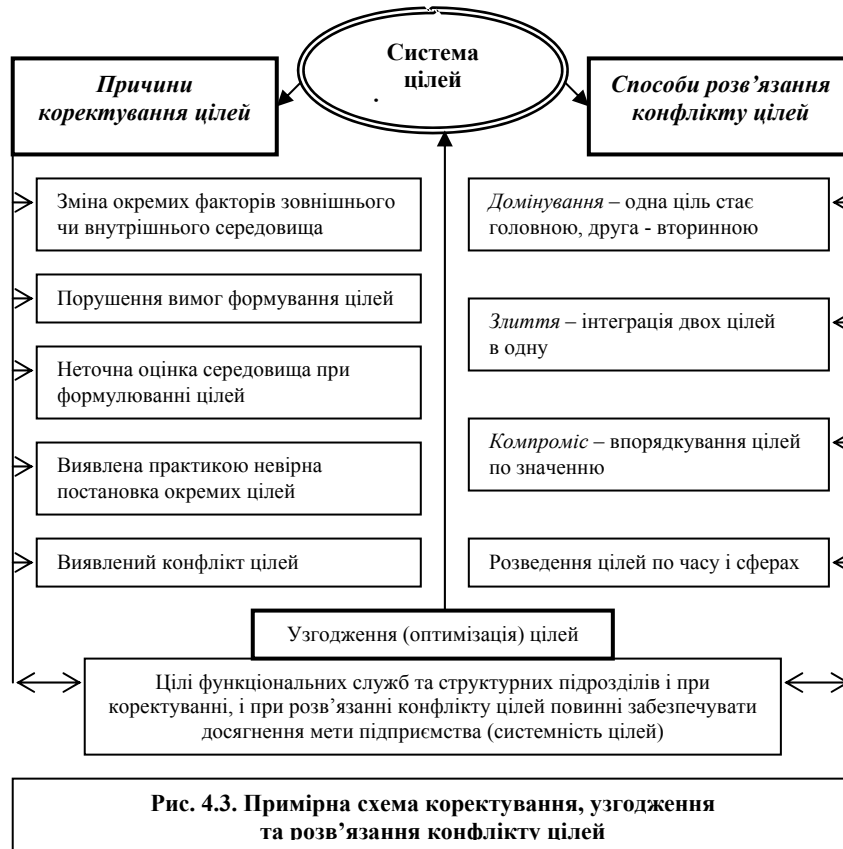 Система
цілей
Причини
коректування цілей
Способи розв’язання
конфлікту цілей
Зміна окремих факторів зовнішнього
чи внутрішнього середовища
Порушення вимог формування цілей
Неточна оцінка середовища при
формулюванні цілей
Виявлена практикою невірна
постановка окремих цілей
Виявлений конфлікт цілей
Домінування – одна ціль стає
головною, друга - вторинною
Злиття – інтеграція двох цілей
в одну
Компроміс – впорядкування цілей
по значенню
Розведення цілей по часу і сферах
Узгодження (оптимізація) цілей
Цілі функціональних служб та структурних підрозділів і при
коректуванні, і при розв’язанні конфлікту цілей повинні забезпечувати
досягнення мети підприємства (системність цілей)
Рис. 4.3. Примірна схема коректування, узгодження
та розв’язання конфлікту цілей